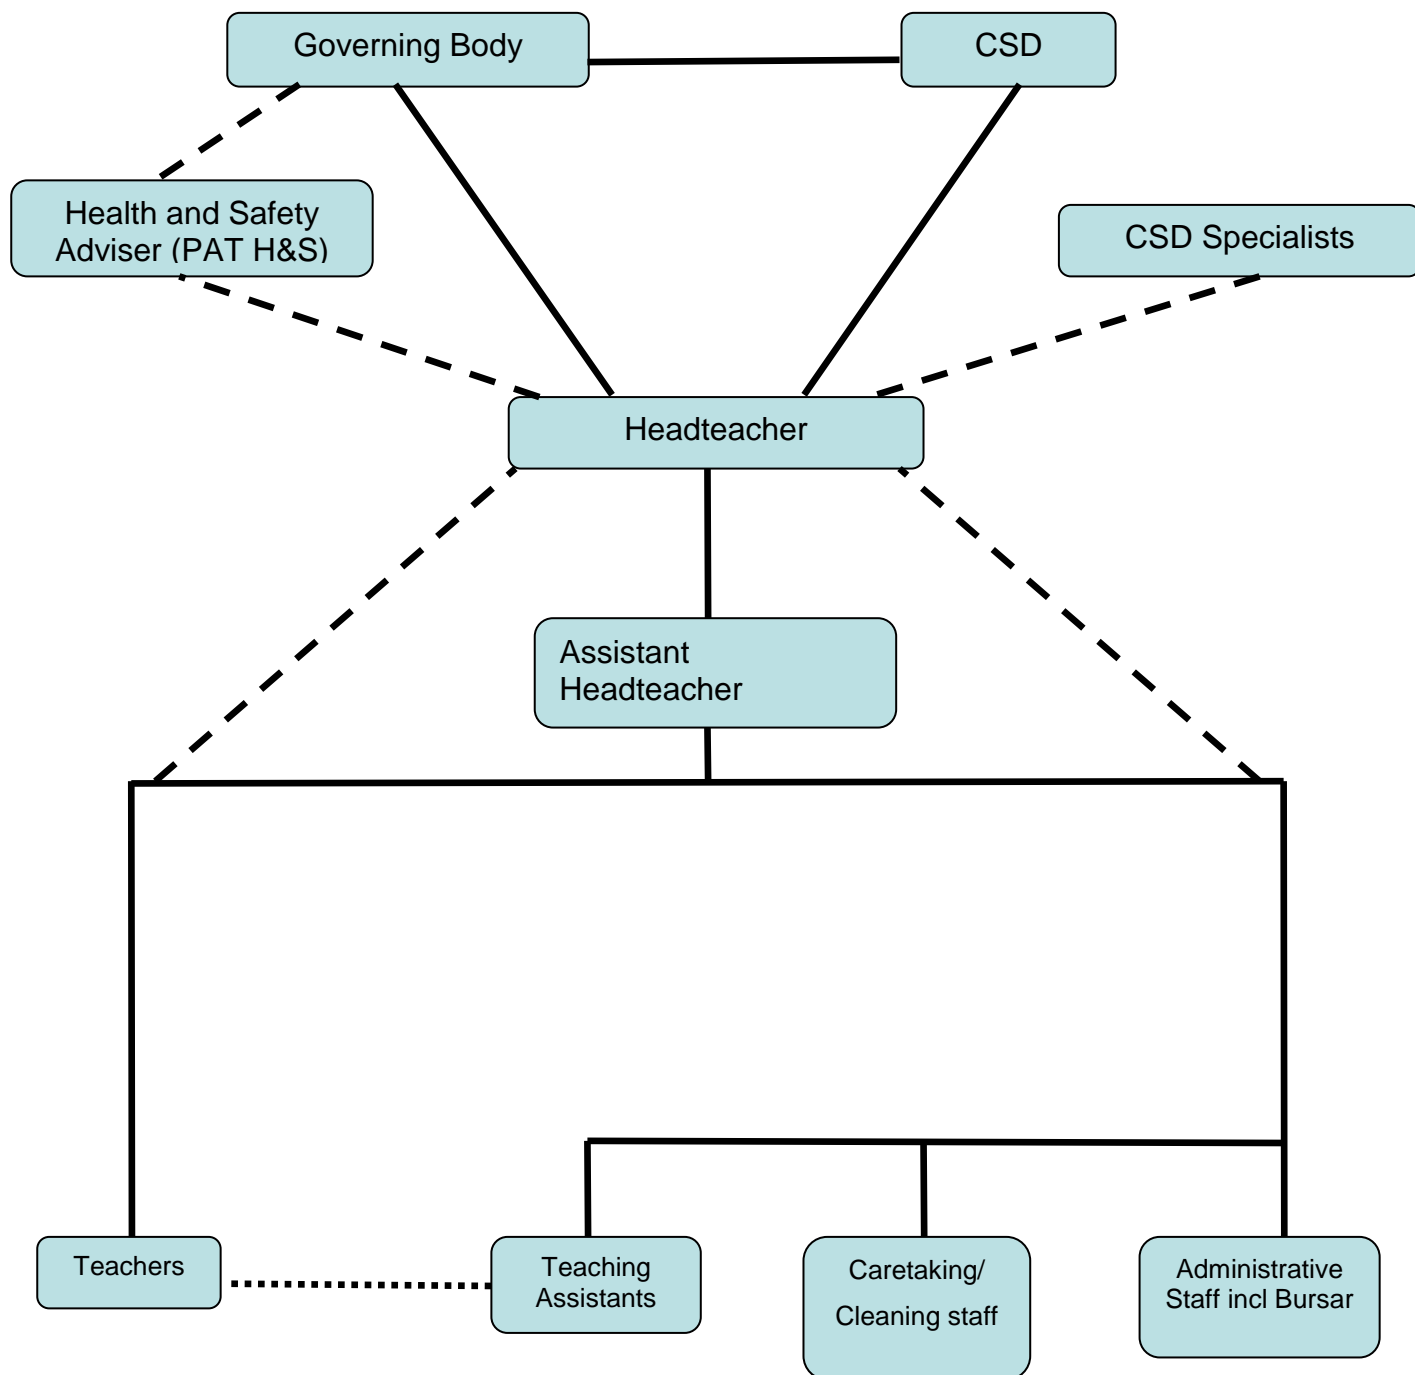 Governing Body
CSD
Health and Safety
Adviser (PAT H&S)
CSD Specialists
Headteacher
Assistant
Headteacher
Teachers
Teaching
Assistants
Caretaking/
Cleaning staff
Administrative
Staff incl Bursar